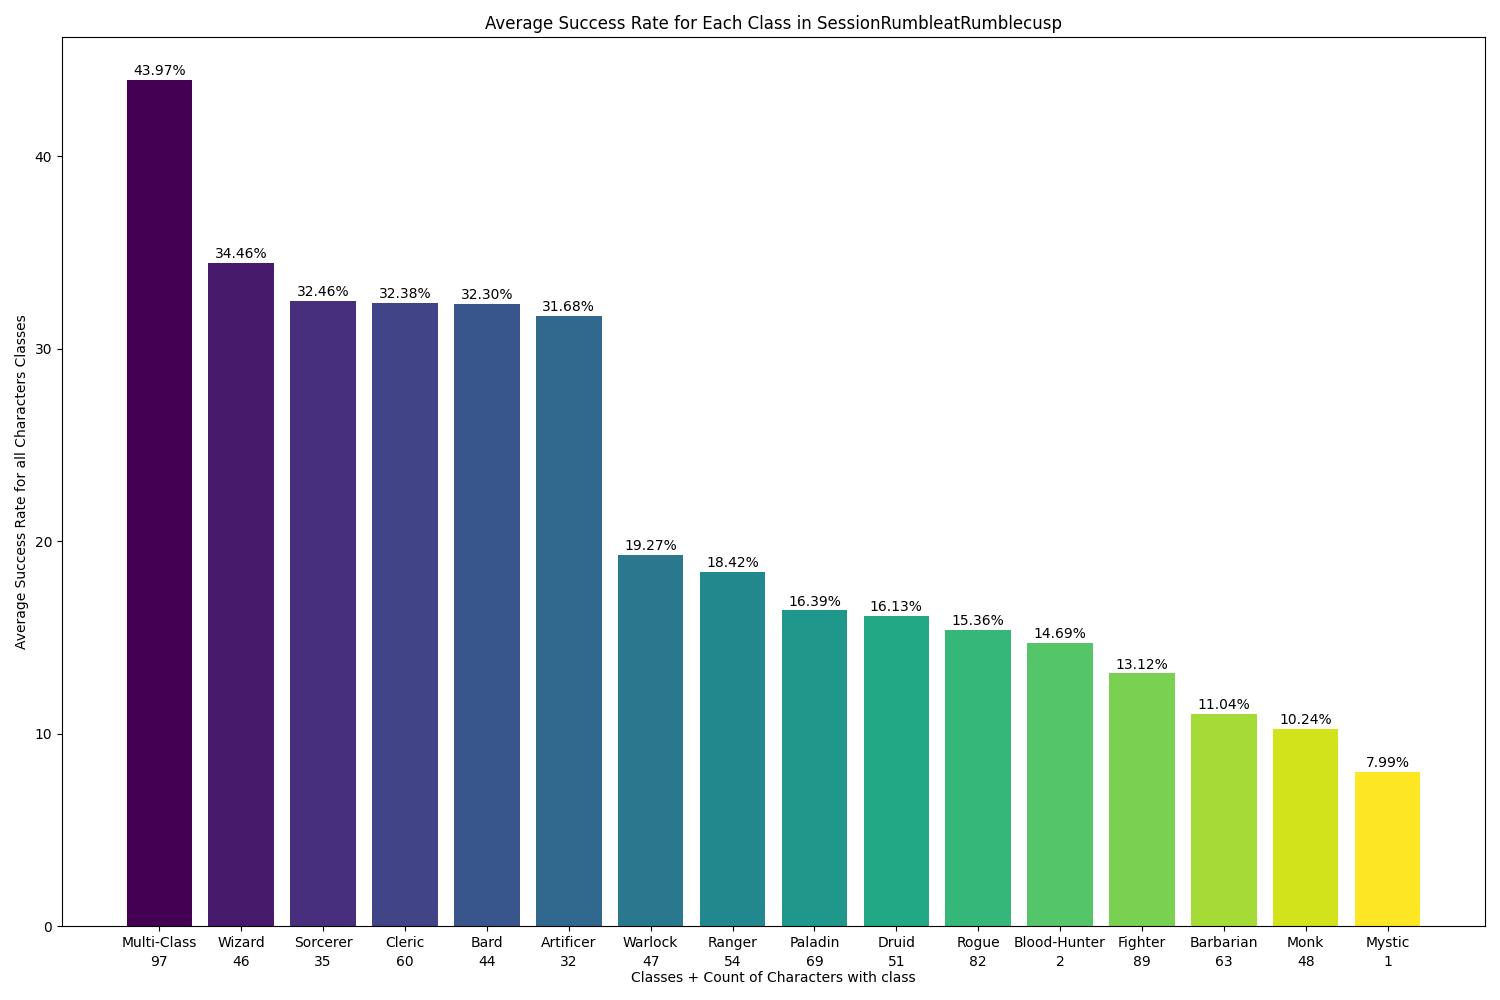 Average Success Rate for Each Class in SessionRumbleatRumblecusp
Average Success Rate for all Characters Classes
40
30
20
10
0
43.97%
34.46%
32.46%
32.38%
32.30%
31.68%
19.27%
18.42%
16.39%
16.13%
15.36%
14.69%
13.12%
11.04%
10.24%
7.99%
Multi-Class
97
Wizard
46
Sorcerer
35
Cleric
60
Bard
44
Artificer
32
Warlock
47
Ranger
54
Paladin
69
Druid
51
Rogue
82
Blood-Hunter
2
Fighter
89
Barbarian
63
Monk
48
Mystic
1
Classes + Count of Characters with class